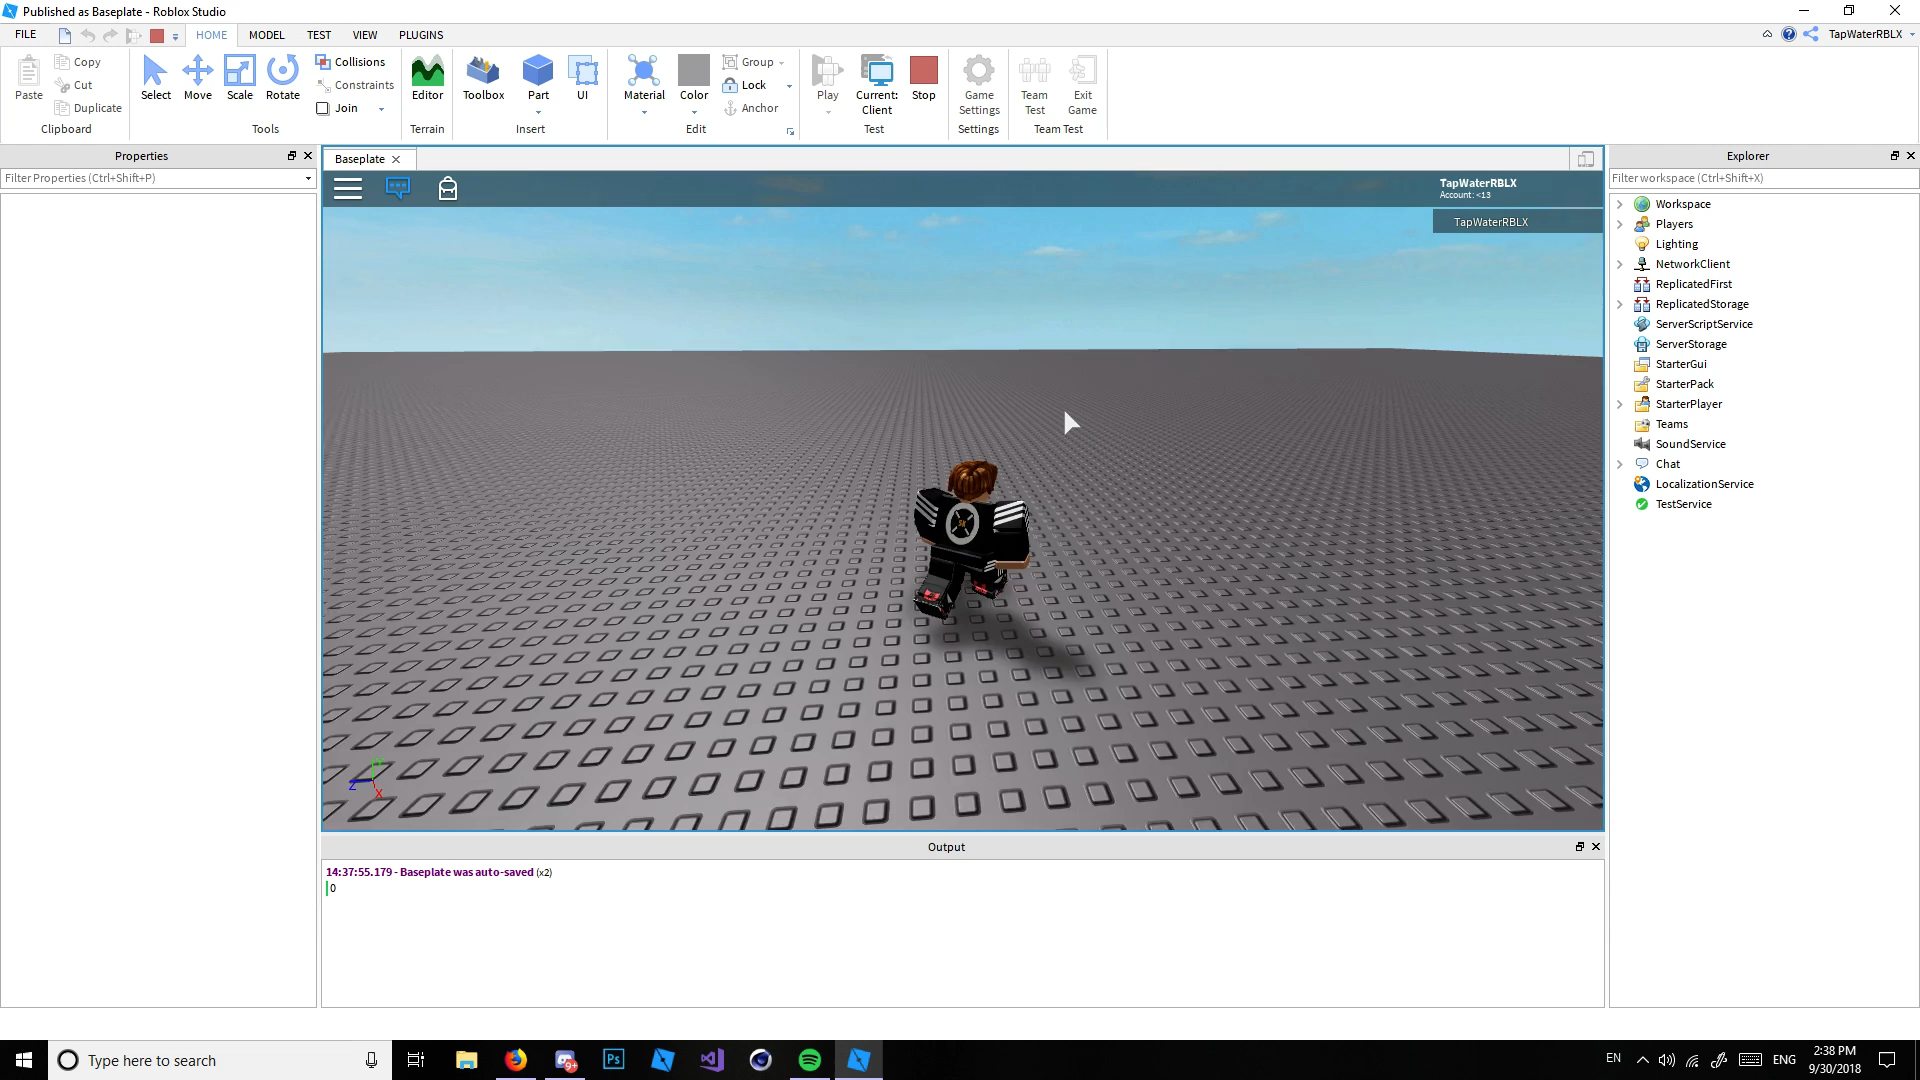 Published as Baseplate - Roblox Studio
FILE
HOME MODEL TEST VIEW PLUGINS
TapWaterRBLX
Paste
Copy
Cut
Duplicate
Clipboard
Select
Move
Scale
Rotate
Collisions
Constraints
Join
Tools
Editor
Terrain
Toolbox
Part
UI
Insert
Material
Color
Group
Lock
Anchor
Edit
Play
Current:
Client
Stop
Test
Game
Settings
Settings
Team
Test
Exit
Game
Team Test
Properties
Filter Properties (Ctrl+Shift+P)
Baseplate
TapWaterRBLX
Account: <13
TapWaterRBLX
SK
Y
Z
X
Output
14:37:55.179 - Baseplate was auto-saved (x2)
0
Explorer
Filter workspace (Ctrl+Shift+X)
Workspace
Players
Lighting
NetworkClient
ReplicatedFirst
ReplicatedStorage
ServerScriptService
ServerStorage
StarterGui
StarterPack
StarterPlayer
Teams
SoundService
Chat
LocalizationService
TestService
Type here to search
9+
Ps
EN
ENG
2:38 PM
9/30/2018